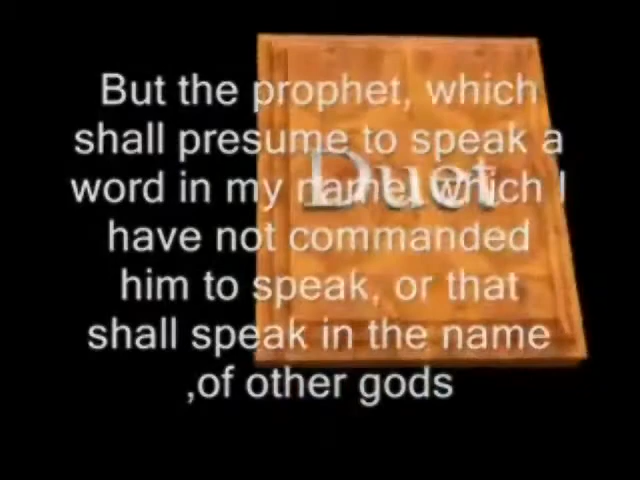 But the prophet, which
shall presume to speak a
word in my name, which I
have not commanded
him to speak, or that
shall speak in the name
,of other gods
Duet